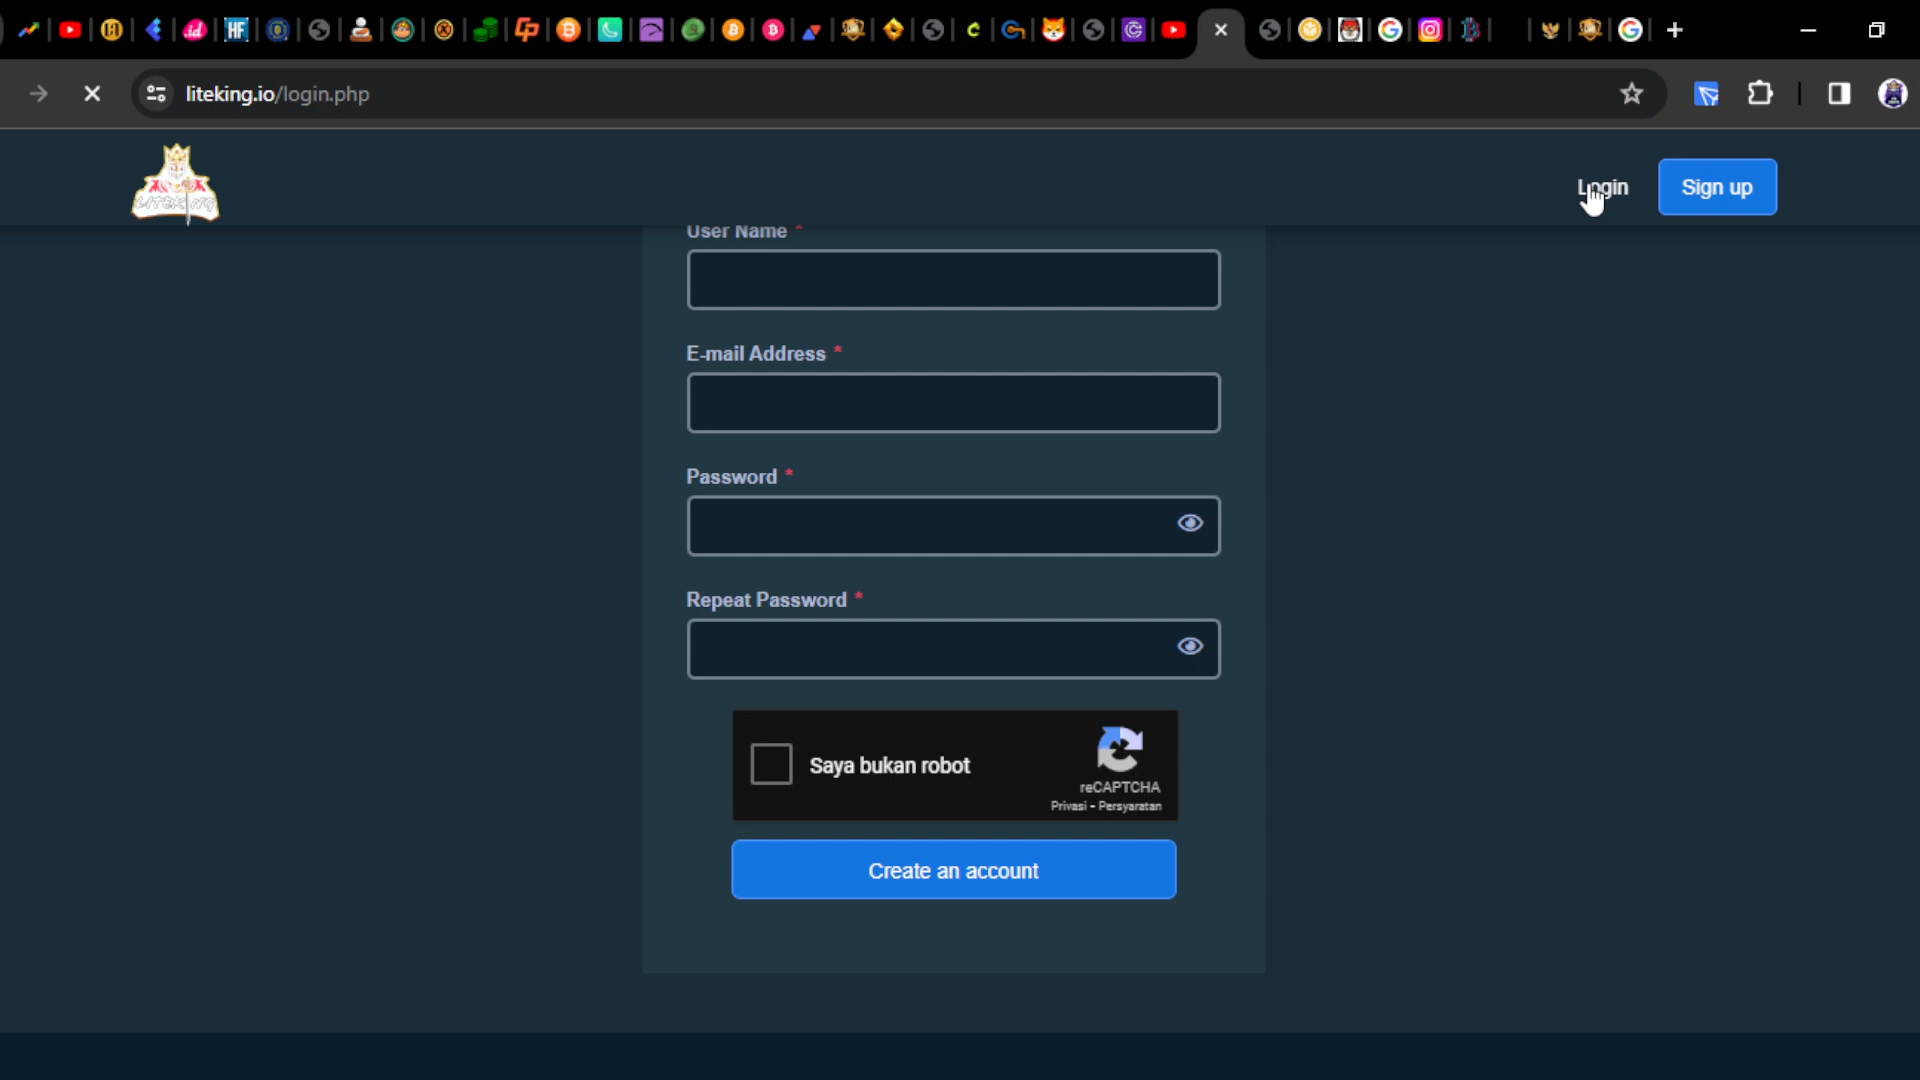 liteking.io/login.php
LITEKING
Login
Sign up
User Name *
E-mail Address *
Password *
Repeat Password *
Saya bukan robot
reCAPTCHA
Privasi - Persyaratan
Create an account